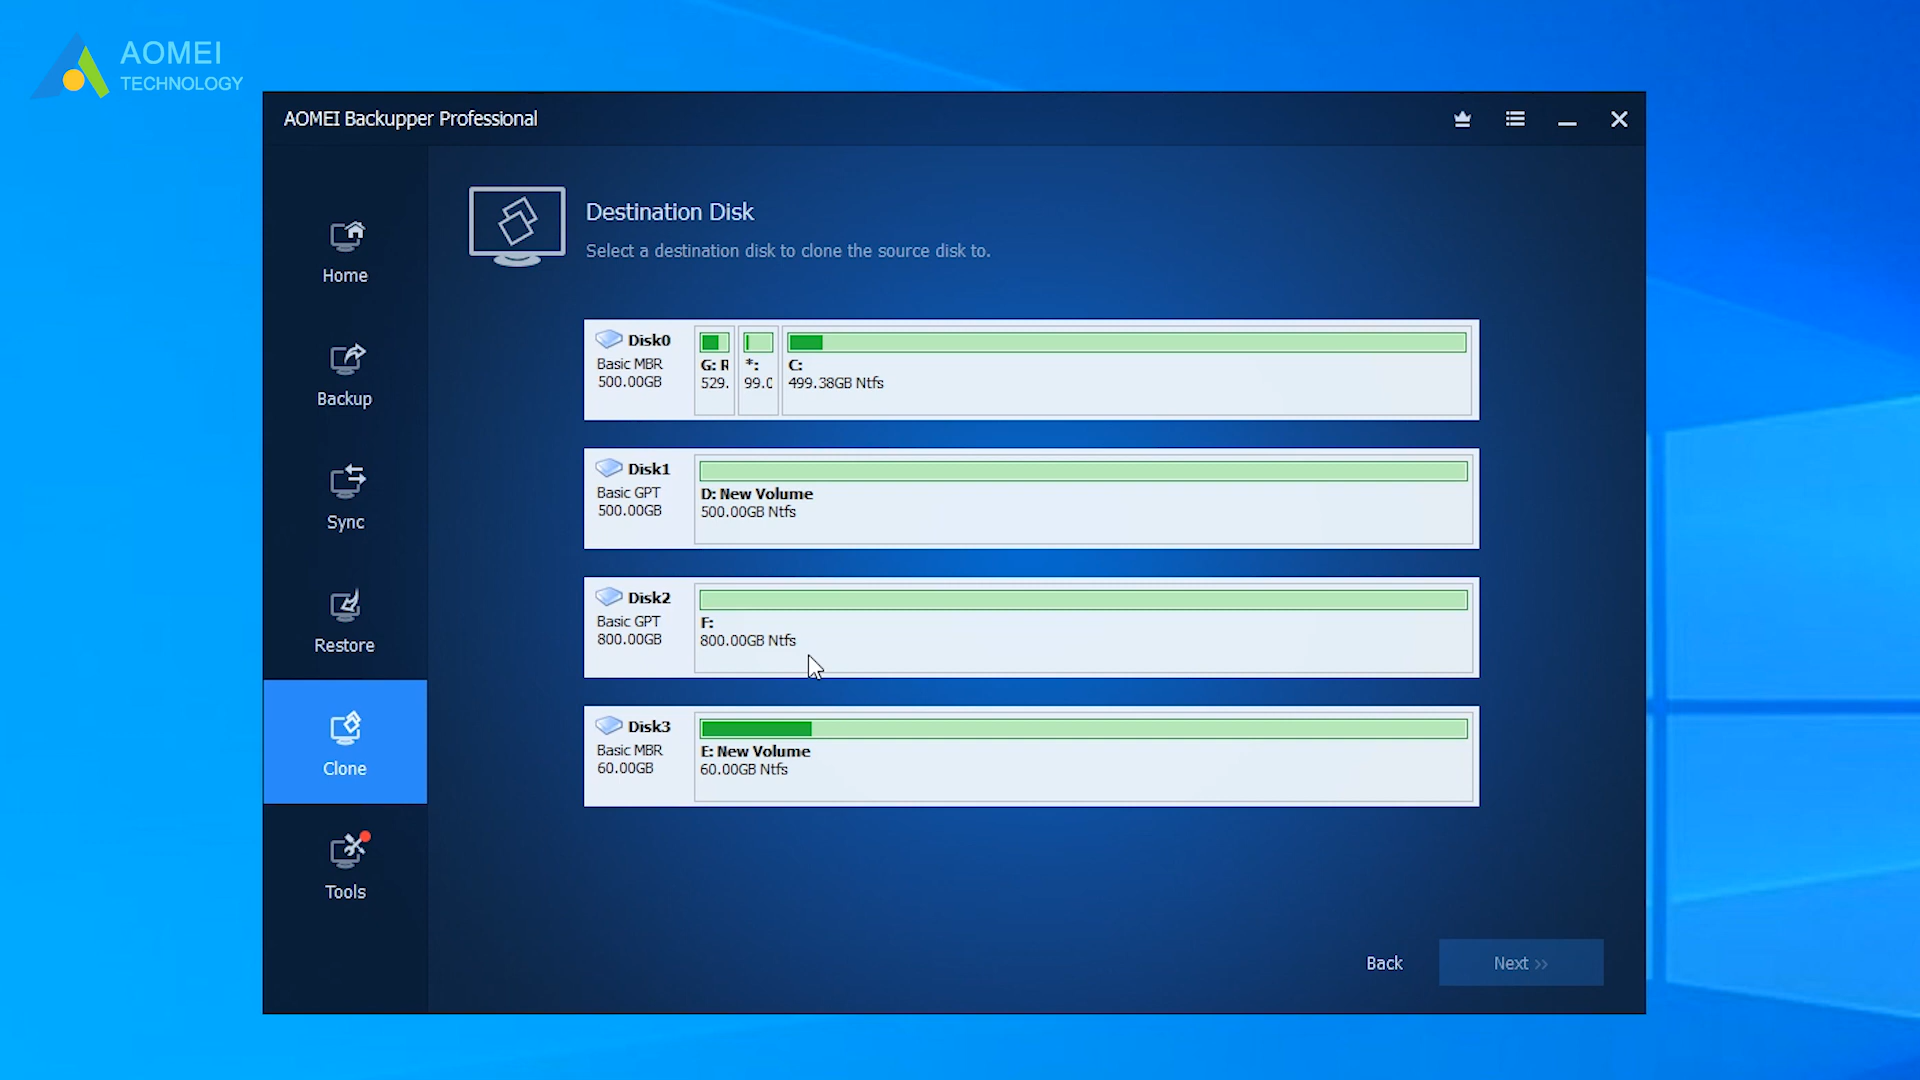 AOMEI
TECHNOLOGY
AOMEI Backupper Professional
Home
Backup
Sync
Restore
Clone
Tools
Destination Disk
Select a destination disk to clone the source disk to.
Disk0
Basic MBR
500.00GB
G: R
529.
*:
99.0
C:
499.38GB Ntfs
Disk1
Basic GPT
500.00GB
D: New Volume
500.00GB Ntfs
Disk2
Basic GPT
800.00GB
F:
800.00GB Ntfs
Disk3
Basic MBR
60.00GB
E: New Volume
60.00GB Ntfs
Back
Next >>